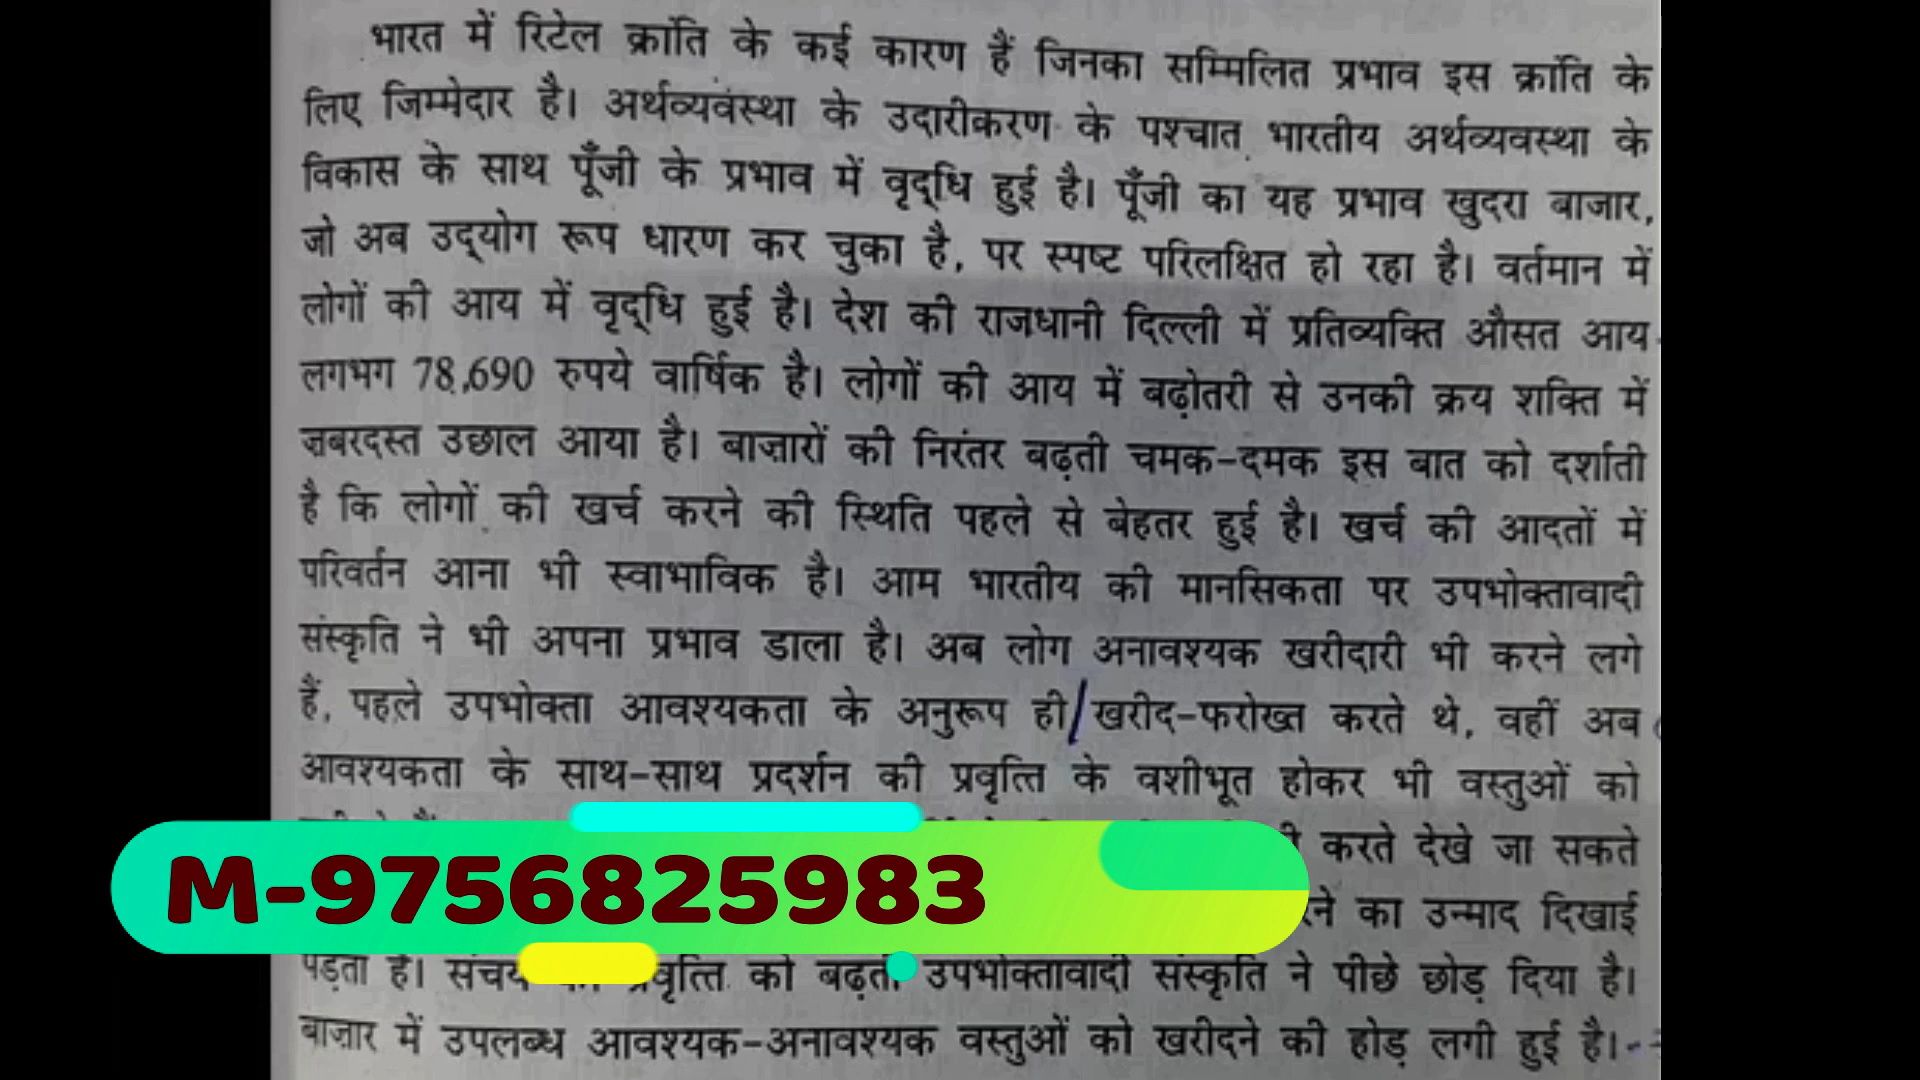 भारत में रिटेल क्रांति के कई कारण हैं जिनका सम्मिलित प्रभाव इस क्रांति के
लिए जिम्मेदार है। अर्थव्यवस्था के उदारीकरण के पश्चात भारतीय अर्थव्यवस्था के
विकास के साथ पूँजी के प्रभाव में वृद्धि हुई है। पूँजी का यह प्रभाव खुदरा बाजार,
जो अब उद्योग रूप धारण कर चुका है, पर स्पष्ट परिलक्षित हो रहा है। वर्तमान में
लोगों की आय में वृद्धि हुई है। देश की राजधानी दिल्ली में प्रतिव्यक्ति औसत आय
लगभग 78,690 रुपये वार्षिक है। लोगों की आय में बढ़ोतरी से उनकी क्रय शक्ति में
ज़बरदस्त उछाल आया है। बाज़ारों की निरंतर बढ़ती चमक-दमक इस बात को दर्शाती
है कि लोगों की खर्च करने की स्थिति पहले से बेहतर हुई है। खर्च की आदतों में
परिवर्तन आना भी स्वाभाविक है। आम भारतीय की मानसिकता पर उपभोक्तावादी
संस्कृति ने भी अपना प्रभाव डाला है। अब लोग अनावश्यक खरीदारी भी करने लगे
हैं, पहले उपभोक्ता आवश्यकता के अनुरूप ही/खरीद-फरोख्त करते थे, वहीं अब
आवश्यकता के साथ-साथ प्रदर्शन की प्रवृत्ति के वशीभूत होकर भी वस्तुओं को
करते देखे जा सकते
M-9756825983
का उन्माद दिखाई
पड़ता है। संचय को बढ़ती उपभोक्तावादी संस्कृति ने पीछे छोड़ दिया है।
बाज़ार में उपलब्ध आवश्यक-अनावश्यक वस्तुओं को खरीदने की होड़ लगी हुई है।